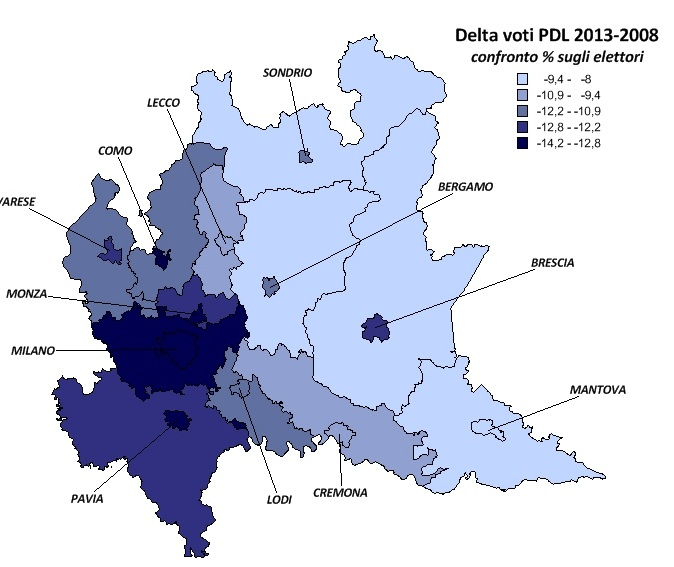 Delta voti PDL 2013-2008
confronto % sugli elettori
-9,4 - -8
-10,9 - -9,4
-12,2 - -10,9
-12,8 - -12,2
-14,2 - -12,8
SONDRIO
LECCO
COMO
VARESE
BERGAMO
BRESCIA
MONZA
MILANO
MANTOVA
PAVIA
LODI
CREMONA